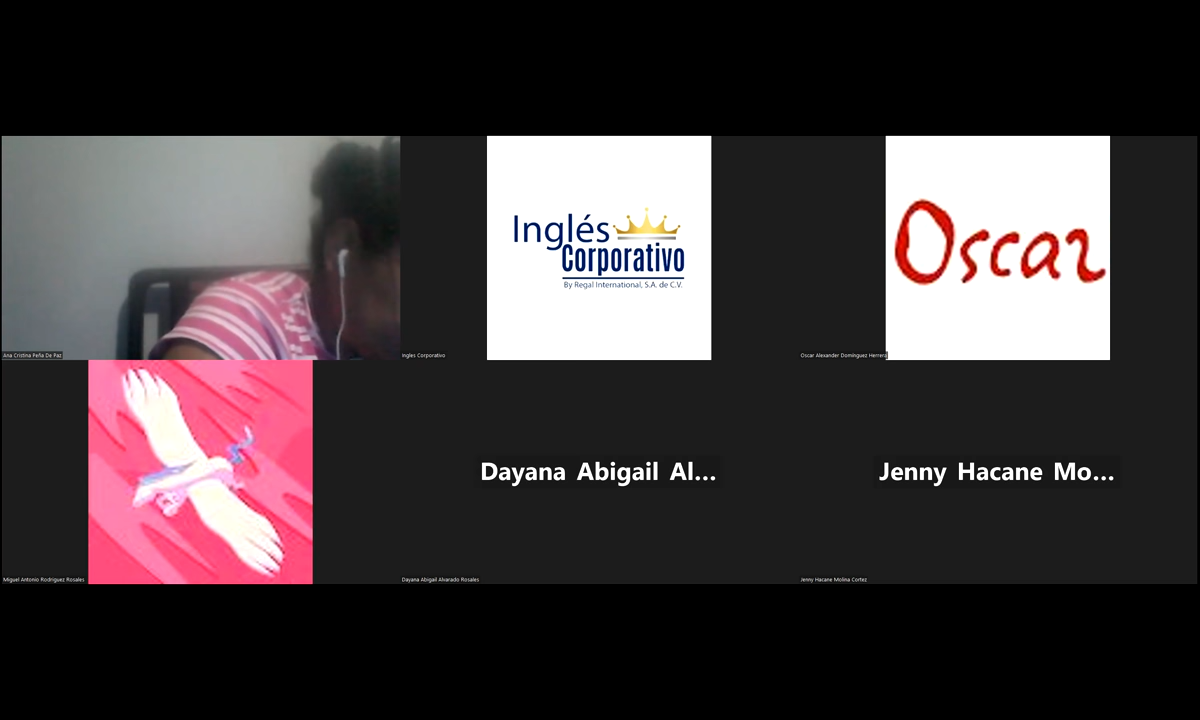 Ana Cristina Peña De Paz
Inglés
Corporativo
By Regal International, S.A. de C.V.
Ingles Corporativo
Oscar
Oscar Alexander Dominguez Herrera
Miguel Antonio Rodriguez Rosales
Dayana Abigail Al...
Dayana Abigail Alvarado Rosales
Jenny Hacane Mo...
Jenny Hacane Molina Cortez